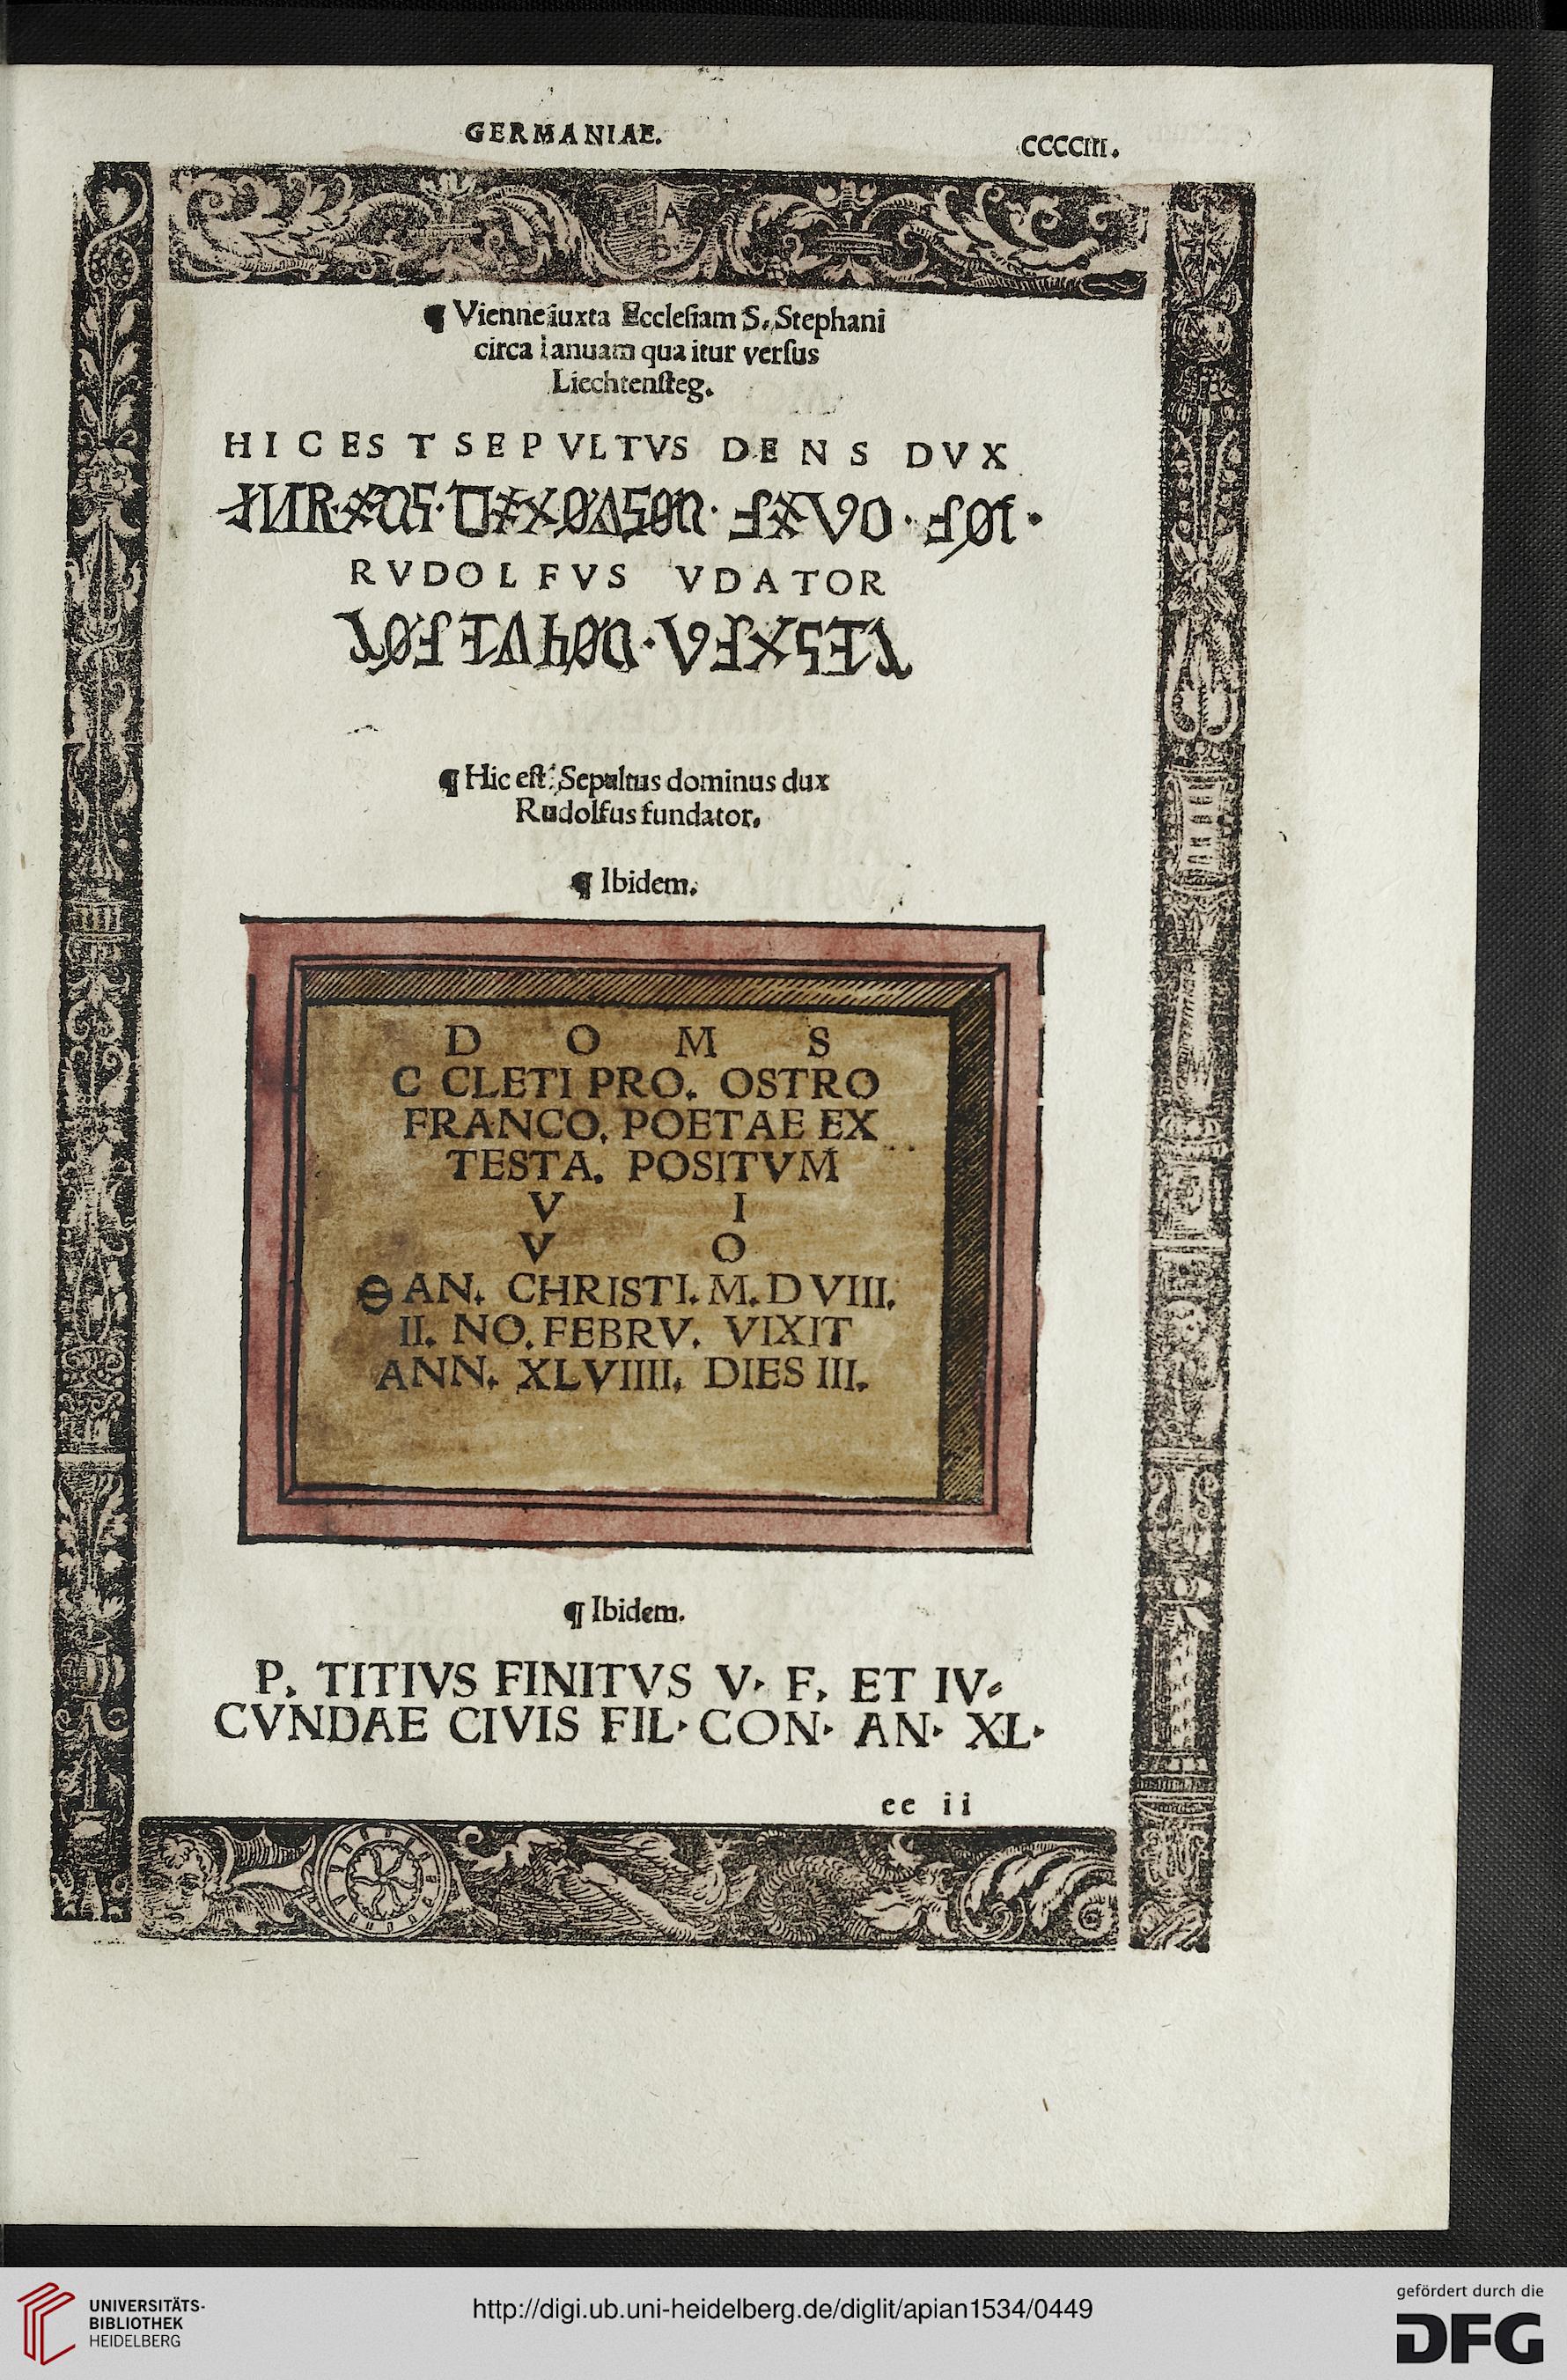 GERMANIAE.
CCCCIII.
A
¶ Vienne iuxta Ecclesiam S. Stephani
circa ianuam qua itur versus
Liechtensteg.
HIC EST SEPVLTVS DENS DVX
RVDOLFVS VDATOR
¶ Hic est Sepultus dominus dux
Rudolfus fundator.
¶ Ibidem.
D O M S
C CLETI PRO. OSTRO
FRANCO. POETAE EX
TESTA. POSITVM
V I
V O
ϴ AN. CHRISTI. M. D VIII.
II. NO. FEBRV. VIXIT
ANN. XLVIIII. DIES III.
¶ Ibidem.
P. TITIVS FINITVS V. F. ET IV⸗
CVNDAE CIVIS FIL. CON. AN. XL.
ee ii
UNIVERSITÄTS-
BIBLIOTHEK
HEIDELBERG
http://digi.ub.uni-heidelberg.de/diglit/apian1534/0449
gefördert durch die
DFG